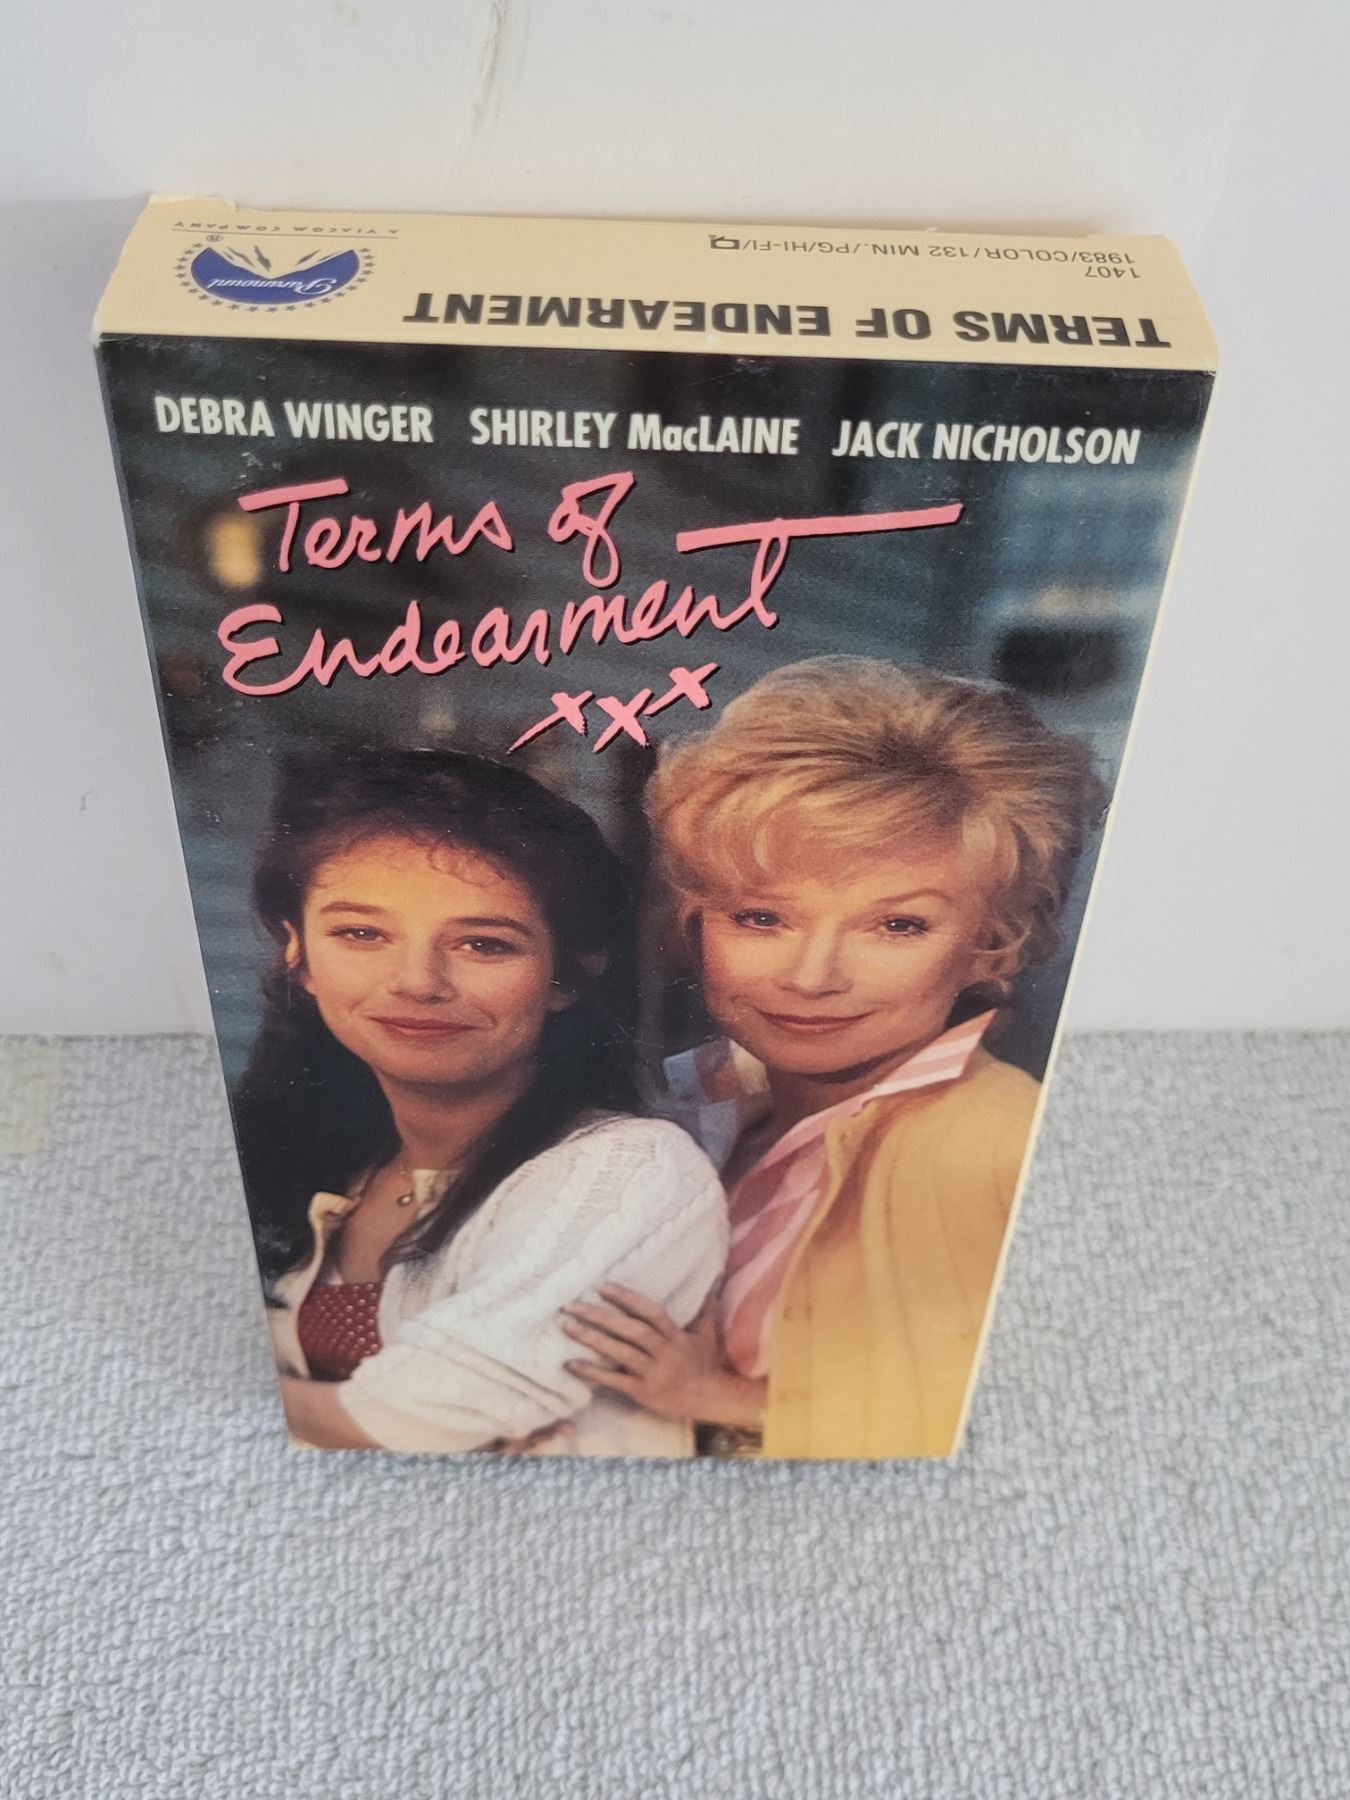 A VIACOM COMPANY
Paramount®
1407
1983/COLOR/132 MIN./PG/HI-FI/
TERMS OF ENDEARMENT
DEBRA WINGER SHIRLEY MacLAINE JACK NICHOLSON
Terms of
Endearment
xxx